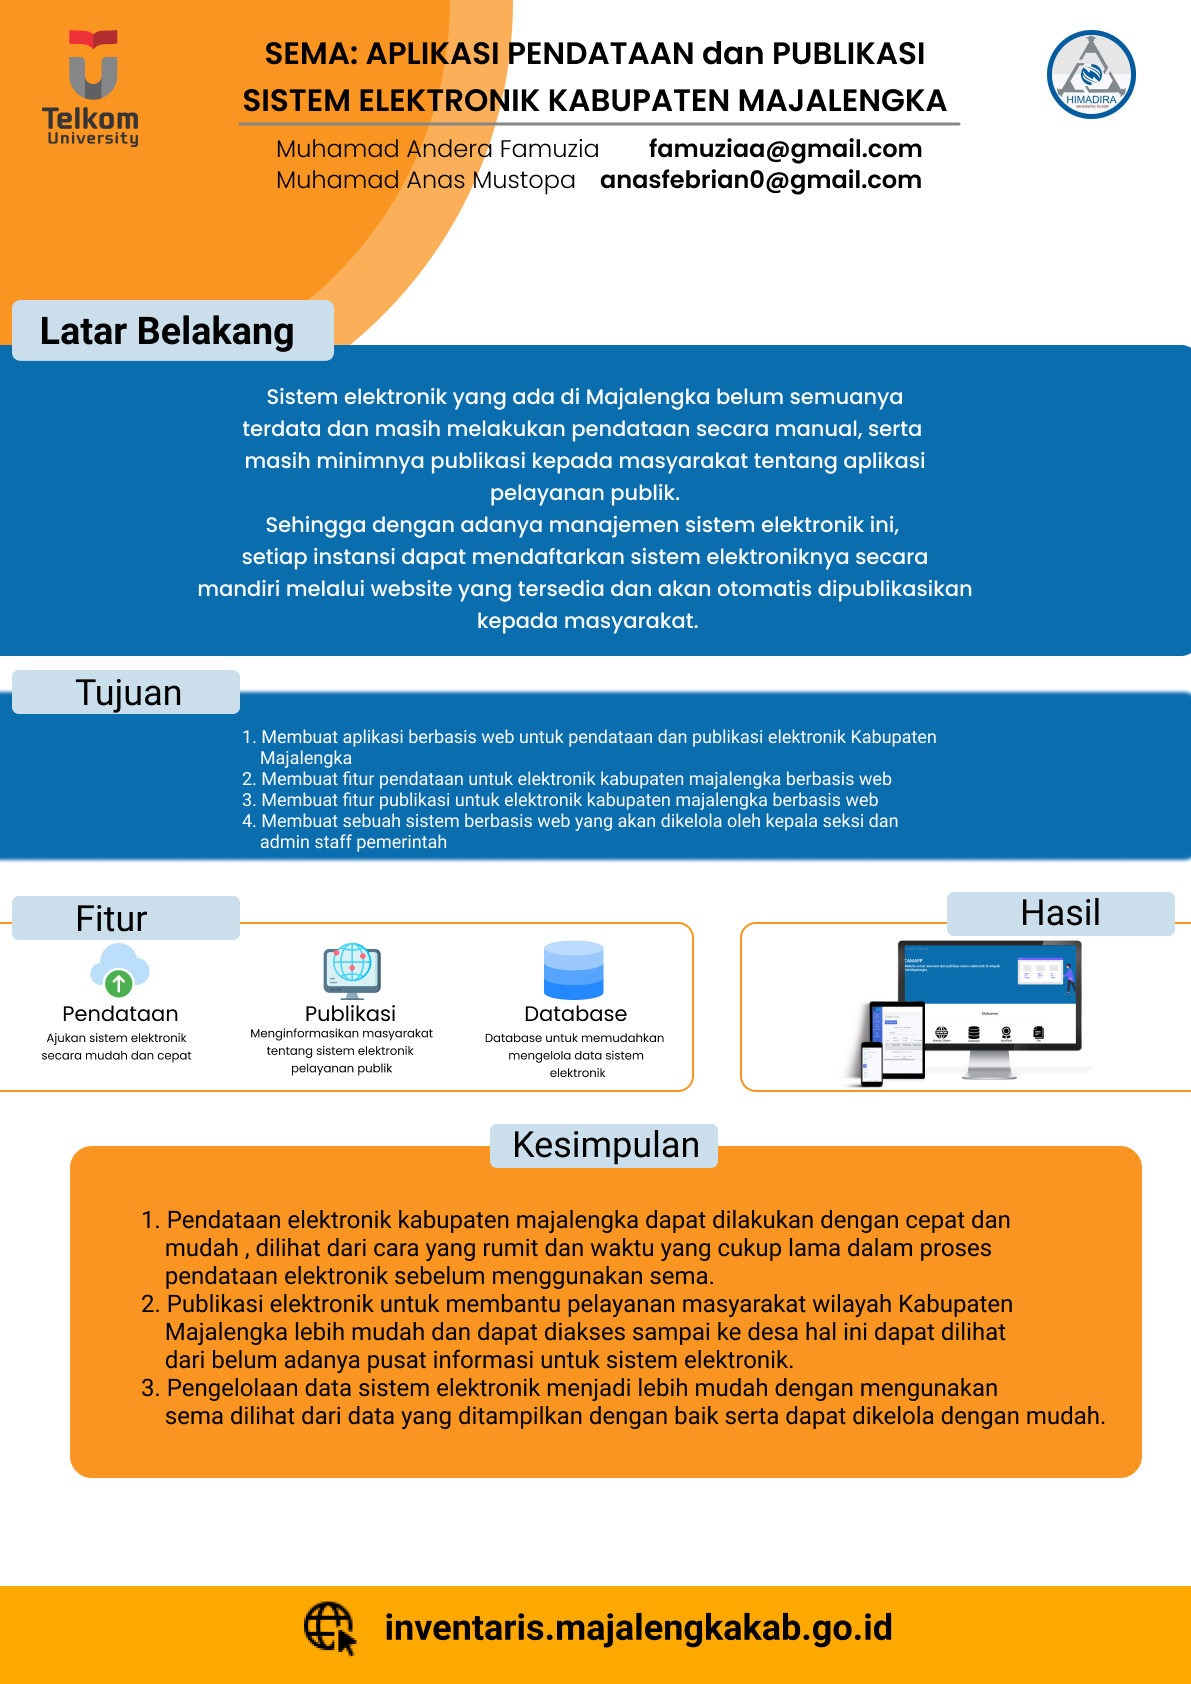 Telkom
University
SEMA: APLIKASI PENDATAAN dan PUBLIKASI
SISTEM ELEKTRONIK KABUPATEN MAJALENGKA
Muhamad Andera Famuzia famuziaa@gmail.com
Muhamad Anas Mustopa anasfebrian0@gmail.com
HIMADIRA
UNIVERSITAS TELKOM
Latar Belakang
Sistem elektronik yang ada di Majalengka belum semuanya
terdata dan masih melakukan pendataan secara manual, serta
masih minimnya publikasi kepada masyarakat tentang aplikasi
pelayanan publik.
Sehingga dengan adanya manajemen sistem elektronik ini,
setiap instansi dapat mendaftarkan sistem elektroniknya secara
mandiri melalui website yang tersedia dan akan otomatis dipublikasikan
kepada masyarakat.
Tujuan
1. Membuat aplikasi berbasis web untuk pendataan dan publikasi elektronik Kabupaten
Majalengka
2. Membuat fitur pendataan untuk elektronik kabupaten majalengka berbasis web
3. Membuat fitur publikasi untuk elektronik kabupaten majalengka berbasis web
4. Membuat sebuah sistem berbasis web yang akan dikelola oleh kepala seksi dan
admin staff pemerintah
Fitur
Pendataan
Ajukan sistem elektronik
secara mudah dan cepat
Publikasi
Menginformasikan masyarakat
tentang sistem elektronik
pelayanan publik
Database
Database untuk memudahkan
mengelola data sistem
elektronik
Hasil
Kesimpulan
1. Pendataan elektronik kabupaten majalengka dapat dilakukan dengan cepat dan
mudah , dilihat dari cara yang rumit dan waktu yang cukup lama dalam proses
pendataan elektronik sebelum menggunakan sema.
2. Publikasi elektronik untuk membantu pelayanan masyarakat wilayah Kabupaten
Majalengka lebih mudah dan dapat diakses sampai ke desa hal ini dapat dilihat
dari belum adanya pusat informasi untuk sistem elektronik.
3. Pengelolaan data sistem elektronik menjadi lebih mudah dengan mengunakan
sema dilihat dari data yang ditampilkan dengan baik serta dapat dikelola dengan mudah.
inventaris.majalengkakab.go.id